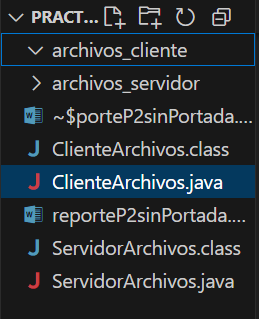 PRACT...
archivos_cliente
archivos_servidor
~$porteP2sinPortada....
ClienteArchivos.class
ClienteArchivos.java
reporteP2sinPortada....
ServidorArchivos.class
ServidorArchivos.java